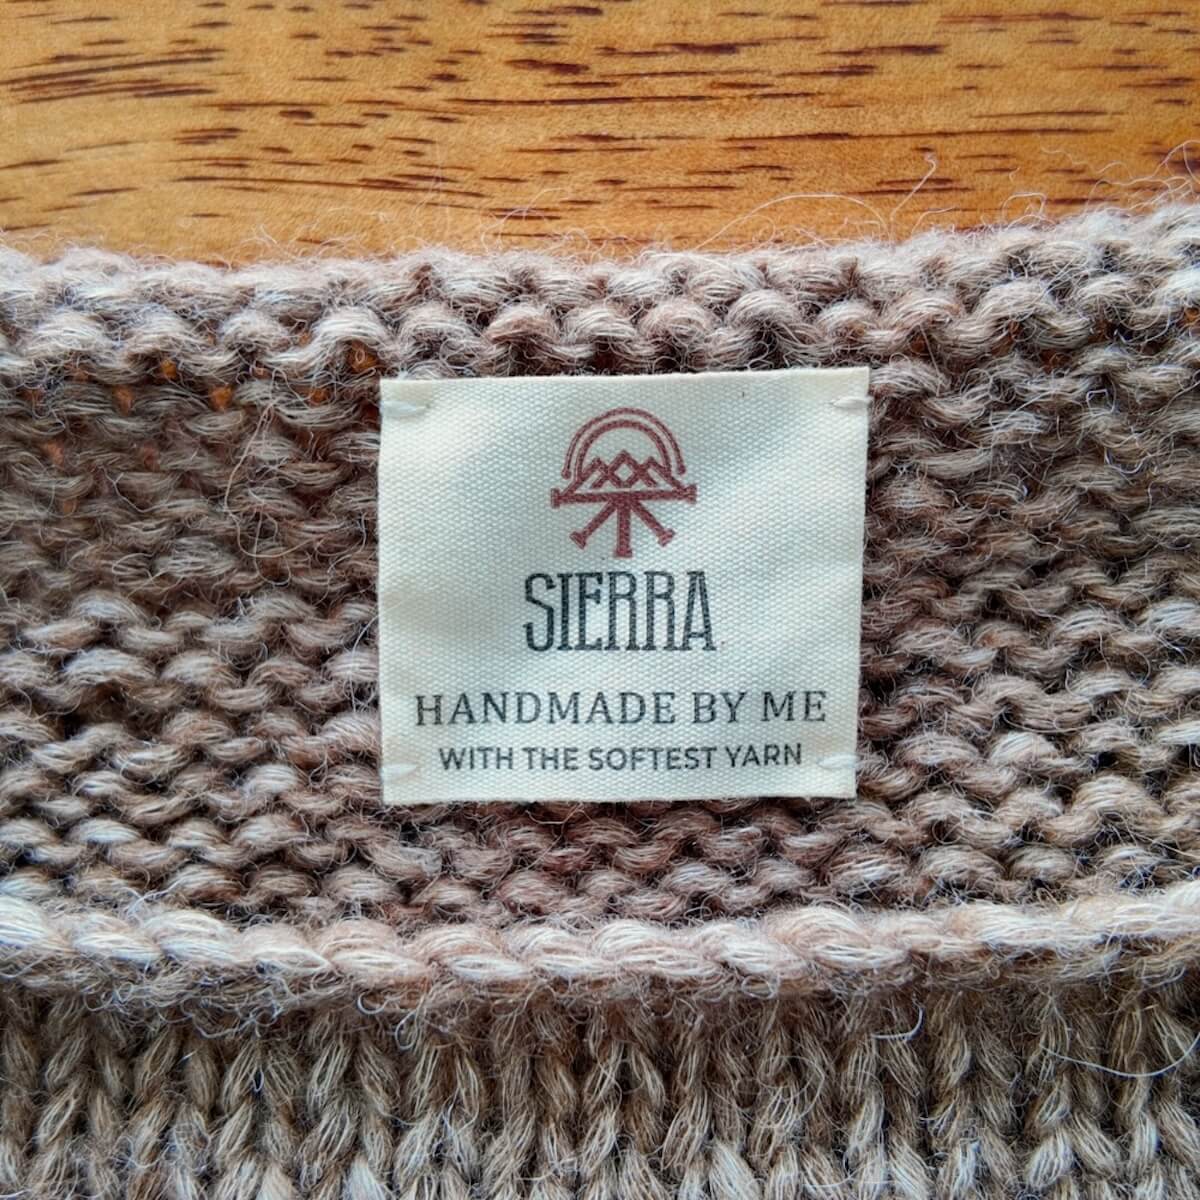 SIERRA
HANDMADE BY ME
WITH THE SOFTEST YARN